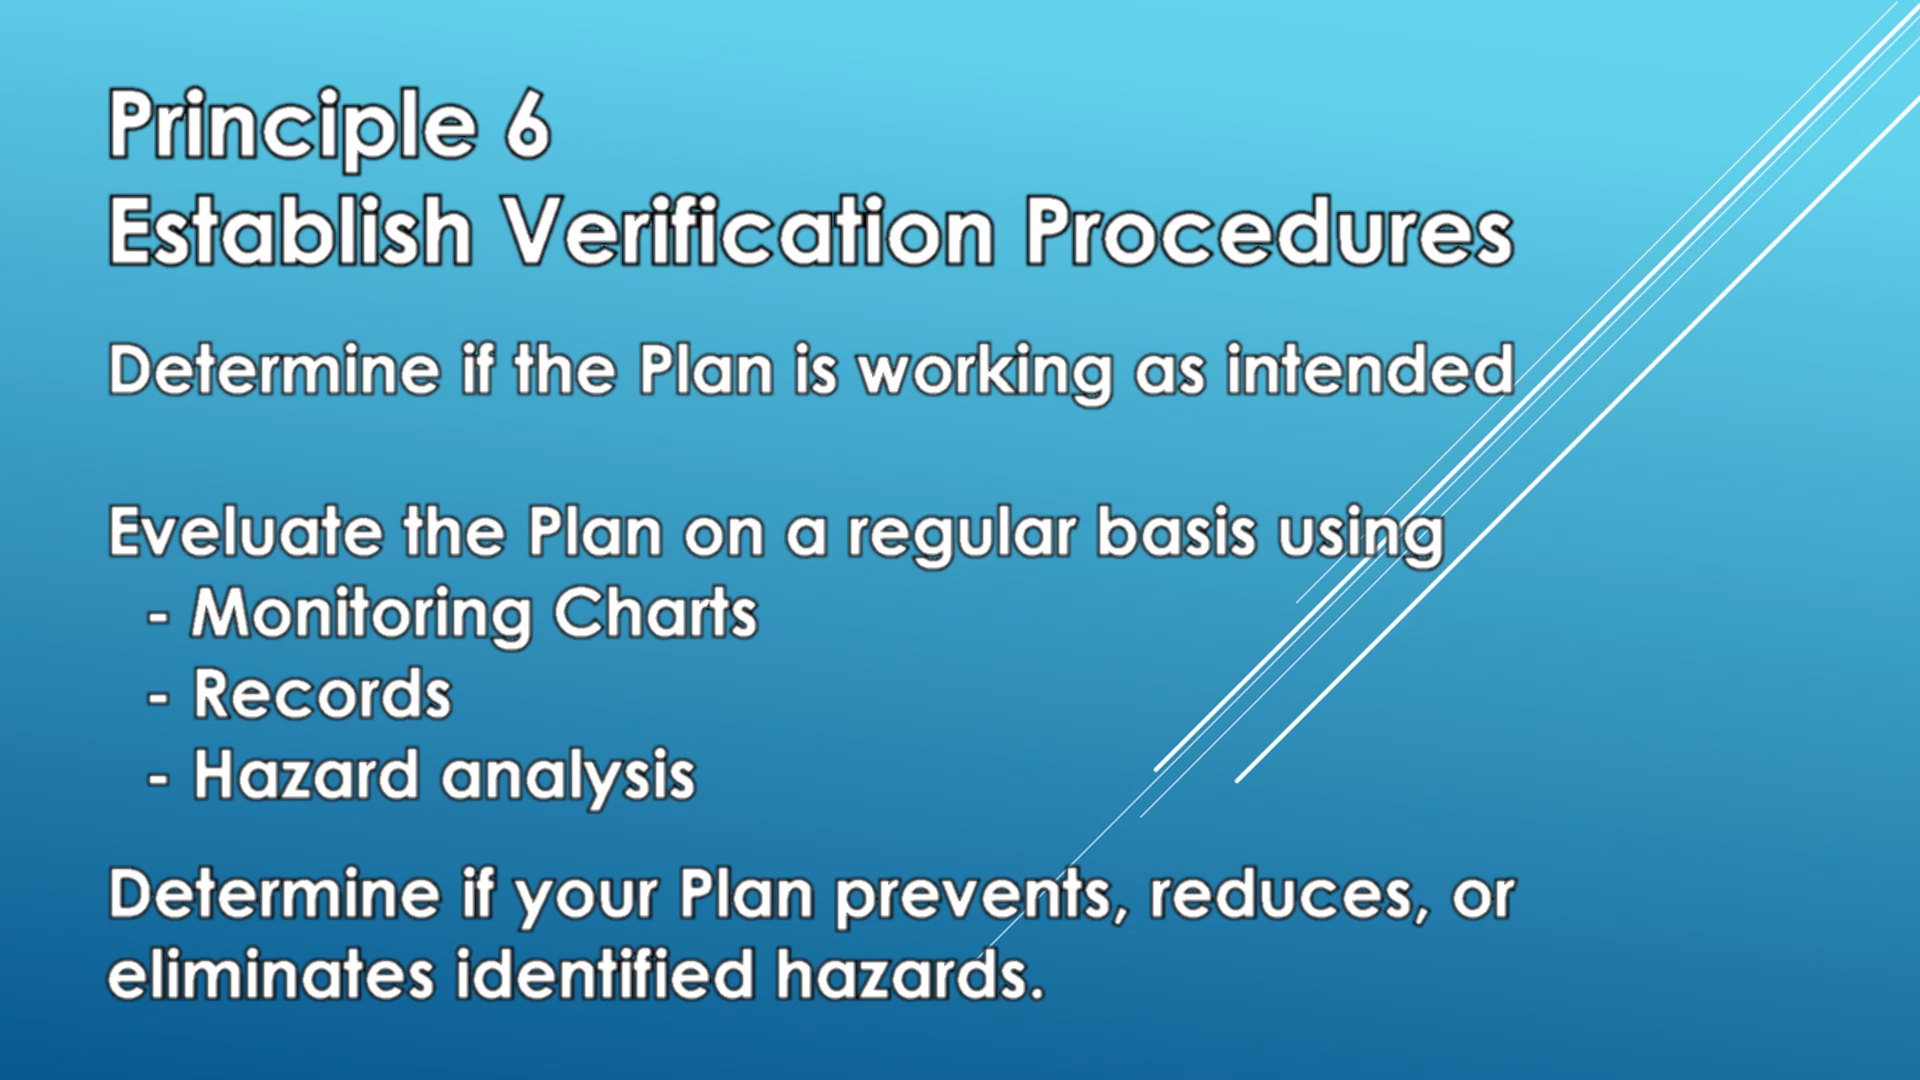 Principle 6
Establish Verification Procedures
Determine if the Plan is working as intended
Eveluate the Plan on a regular basis using
- Monitoring Charts
- Records
- Hazard analysis
Determine if your Plan prevents, reduces, or
eliminates identified hazards.